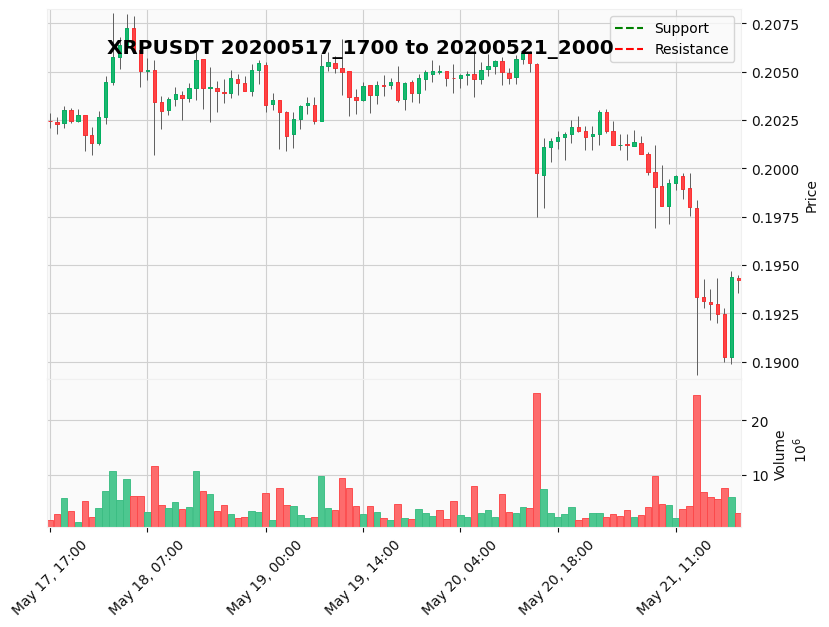 XRPUSDT 20200517_1700 to 20200521_2000
Support
Resistance
0.2075
0.2050
0.2025
0.2000
0.1975
0.1950
0.1925
0.1900
Price
20
10
Volume
10^6
May 17, 17:00
May 18, 07:00
May 19, 00:00
May 19, 14:00
May 20, 04:00
May 20, 18:00
May 21, 11:00